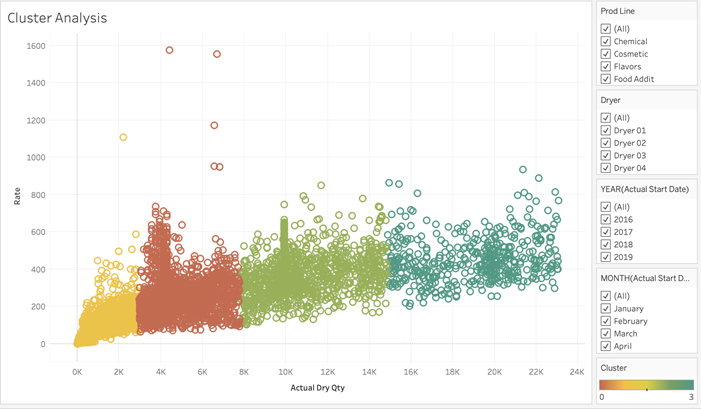 Cluster Analysis
1600
1400
1200
1000
800
600
400
200
0
Rate
0K 2K 4K 6K 8K 10K 12K 14K 16K 18K 20K 22K 24K
Actual Dry Qty
Prod Line
(All)
Chemical
Cosmetic
Flavors
Food Addit
Dryer
(All)
Dryer 01
Dryer 02
Dryer 03
Dryer 04
YEAR(Actual Start Date)
(All)
2016
2017
2018
2019
MONTH(Actual Start D...
(All)
January
February
March
April
Cluster
0 3